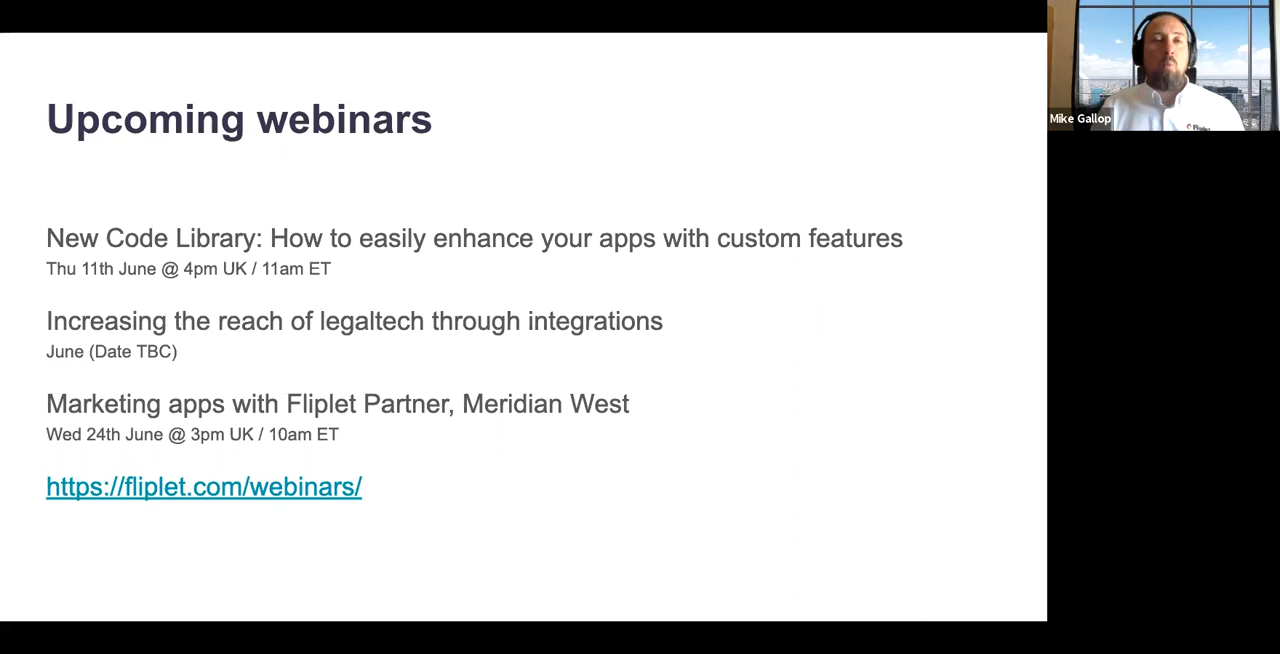 Upcoming webinars
New Code Library: How to easily enhance your apps with custom features
Thu 11th June @ 4pm UK / 11am ET
Increasing the reach of legaltech through integrations
June (Date TBC)
Marketing apps with Fliplet Partner, Meridian West
Wed 24th June @ 3pm UK / 10am ET
https://fliplet.com/webinars/
Mike Gallop
Fliplet